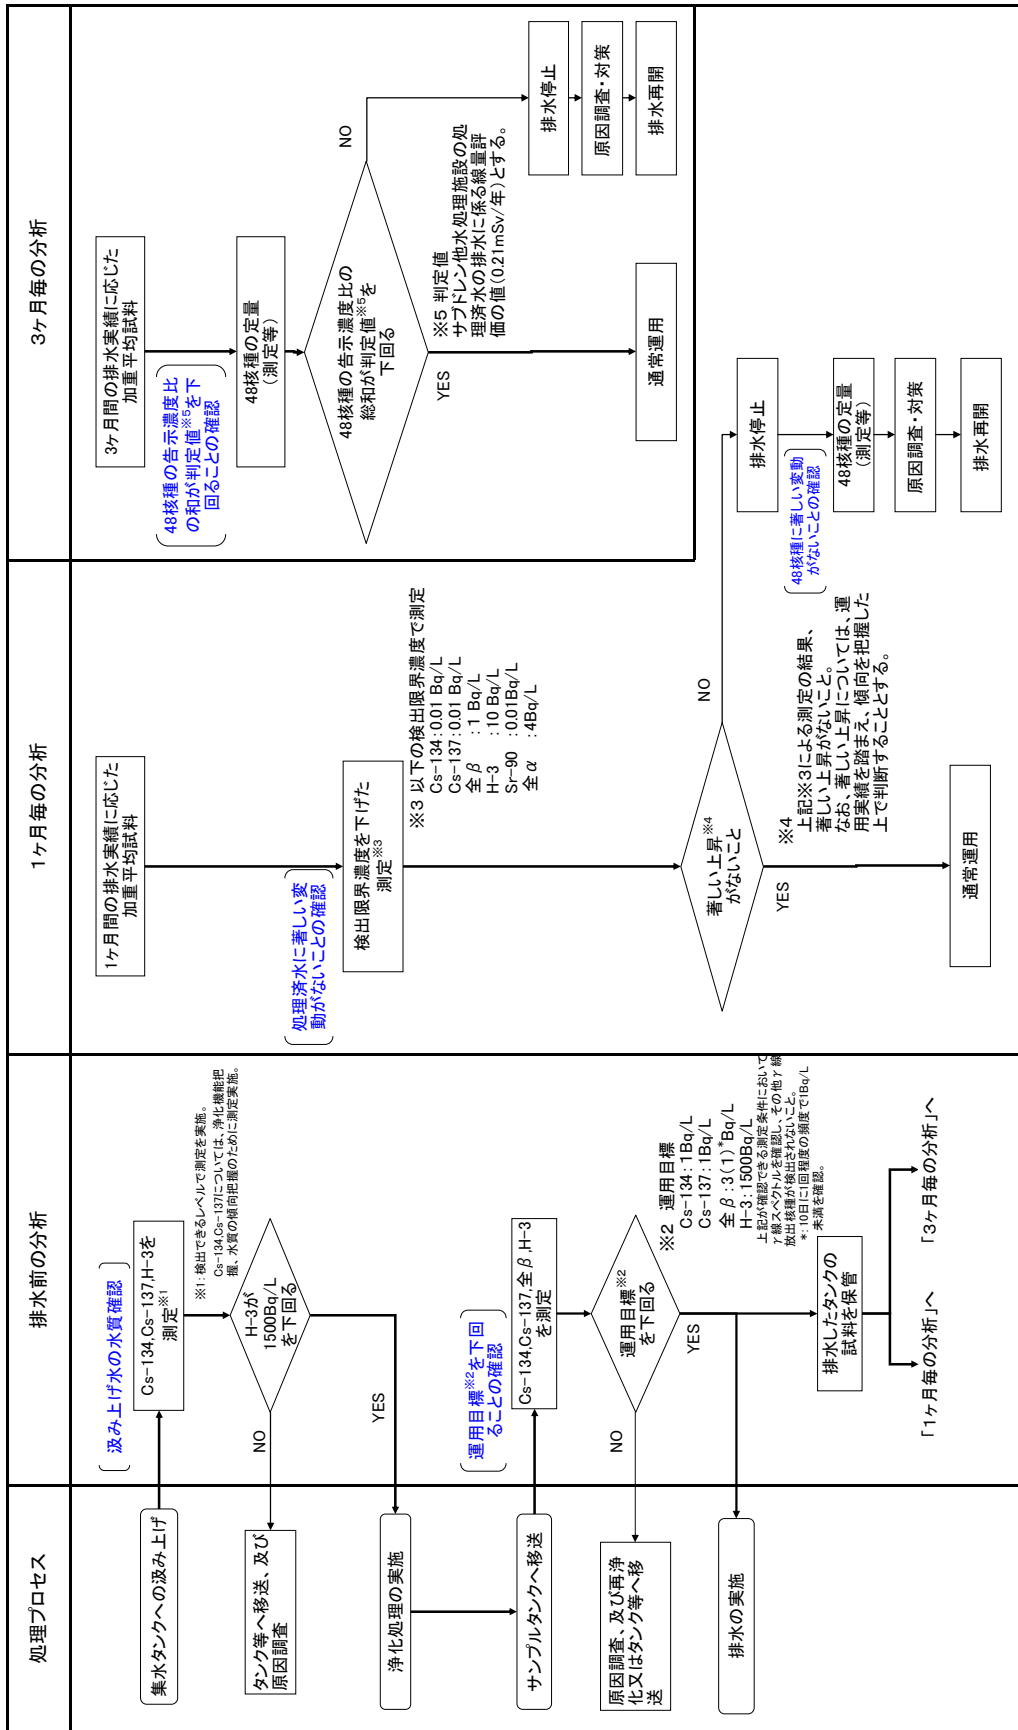 処理プロセス
集水タンクへの汲み上げ
タンク等へ移送、及び
原因調査
浄化処理の実施
サンプルタンクへ移送
原因調査、及び再浄
化又はタンク等へ移
送
排水の実施
排水前の分析
汲み上げ水の水質確認
Cs-134,Cs-137,H-3を
測定※1
※1:検出できるレベルで測定を実施。
Cs-134,Cs-137については、浄化機能把
握、水質の傾向把握のために測定実施。
H-3が
1500Bq/L
を下回る
NO
YES
運用目標※2を下回
ることの確認
Cs-134,Cs-137,全β,H-3
を測定
運用目標※2
を下回る
NO
YES
※2 運用目標
Cs-134:1Bq/L
Cs-137:1Bq/L
全β:3(1)*Bq/L
H-3:1500Bq/L
上記が確認できる測定条件において
γ線スペクトルを確認し、その他γ線
放出核種が検出されないこと。
*:10日に1回程度の頻度で1Bq/L
未満を確認。
排水したタンクの
試料を保管
「1ヶ月毎の分析」へ
「3ヶ月毎の分析」へ
1ヶ月毎の分析
1ヶ月間の排水実績に応じた
加重平均試料
処理済水に著しい変
動がないことの確認
検出限界濃度を下げた
測定※3
※3 以下の検出限界濃度で測定
Cs-134:0.01 Bq/L
Cs-137:0.01 Bq/L
全β :1 Bq/L
H-3 :10 Bq/L
Sr-90 :0.01Bq/L
全α :4Bq/L
著しい上昇※4
がないこと
NO
YES
※4
上記※3による測定の結果、
著しい上昇がないこと。
なお、著しい上昇については、運
用実績を踏まえ、傾向を把握した
上で判断することとする。
通常運用
排水停止
48核種に著しい変動
がないことの確認
48核種の定量
(測定等)
原因調査・対策
排水再開
3ヶ月毎の分析
3ヶ月間の排水実績に応じた
加重平均試料
48核種の告示濃度比
の和が判定値※5を下
回ることの確認
48核種の定量
(測定等)
48核種の告示濃度比の
総和が判定値※5を
下回る
NO
YES
※5 判定値
サブドレン他水処理施設の処
理済水の排水に係る線量評
価の値(0.21mSv/年)とする。
通常運用
排水停止
原因調査・対策
排水再開